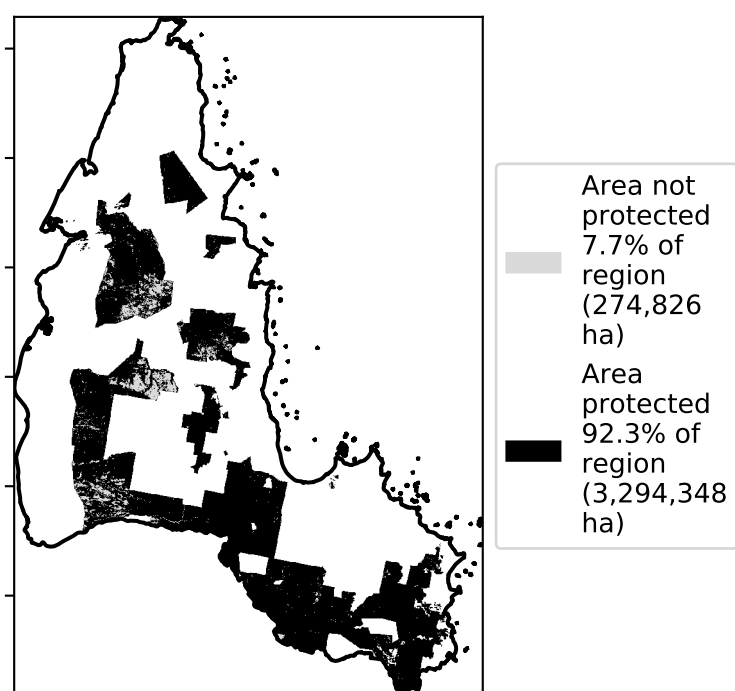 Area not
protected
7.7% of
region
(274,826
ha)
Area
protected
92.3% of
region
(3,294,348
ha)